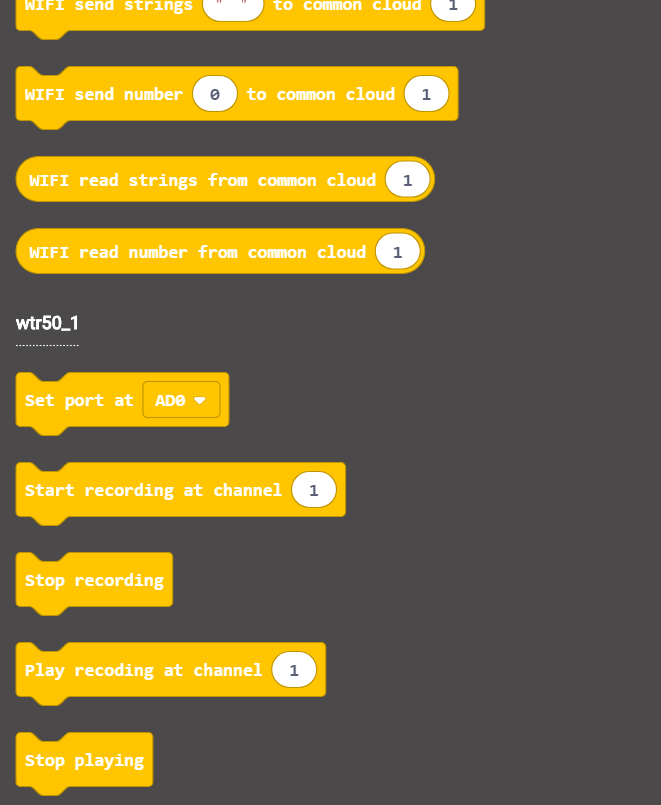 WIFI send strings " " to common cloud 1
WIFI send number 0 to common cloud 1
WIFI read strings from common cloud 1
WIFI read number from common cloud 1
wtr50_1
Set port at AD0
Start recording at channel 1
Stop recording
Play recoding at channel 1
Stop playing